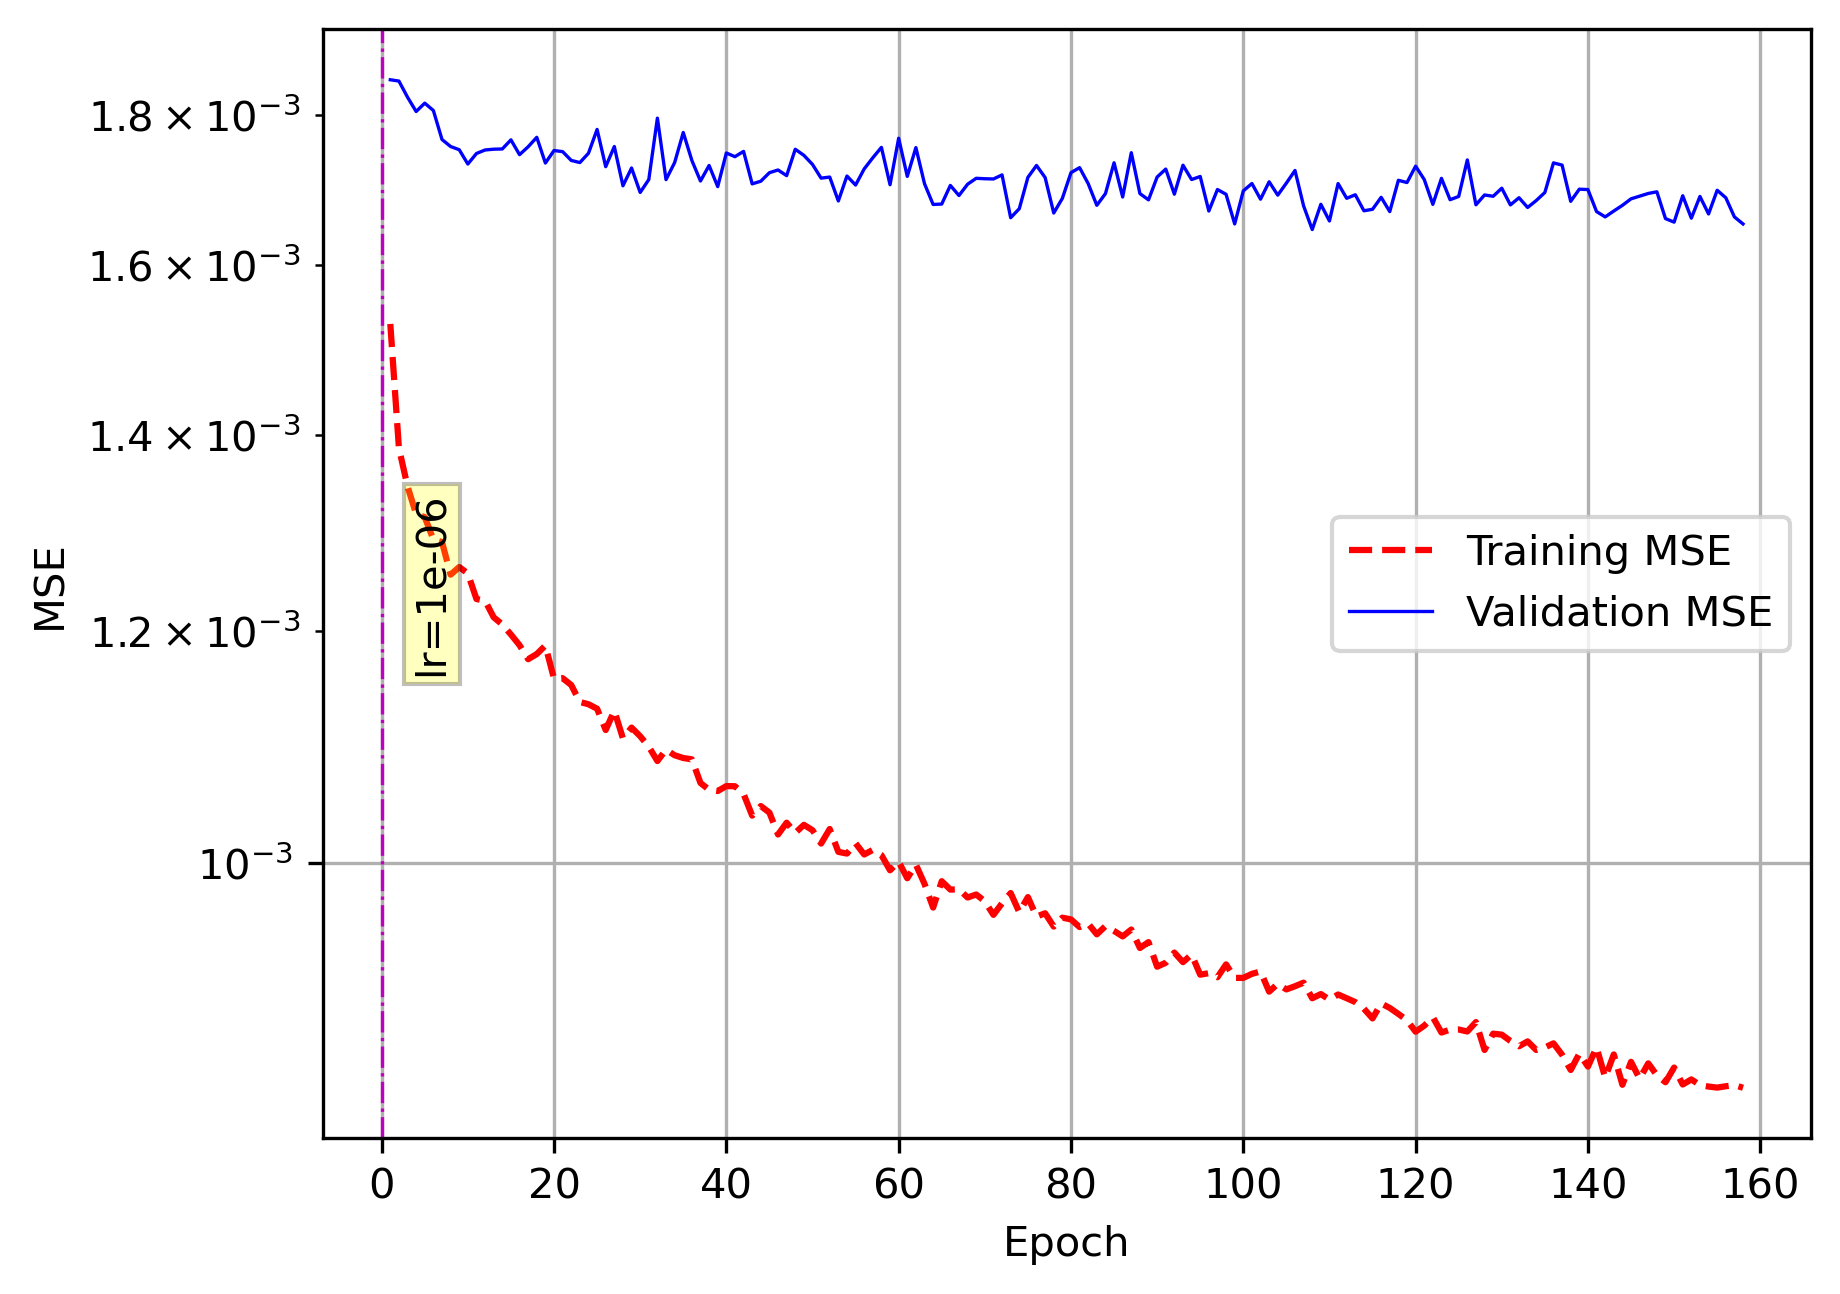 1.8 × 10⁻³
1.6 × 10⁻³
1.4 × 10⁻³
1.2 × 10⁻³
10⁻³
MSE
lr=1e-06
Training MSE
Validation MSE
0 20 40 60 80 100 120 140 160
Epoch